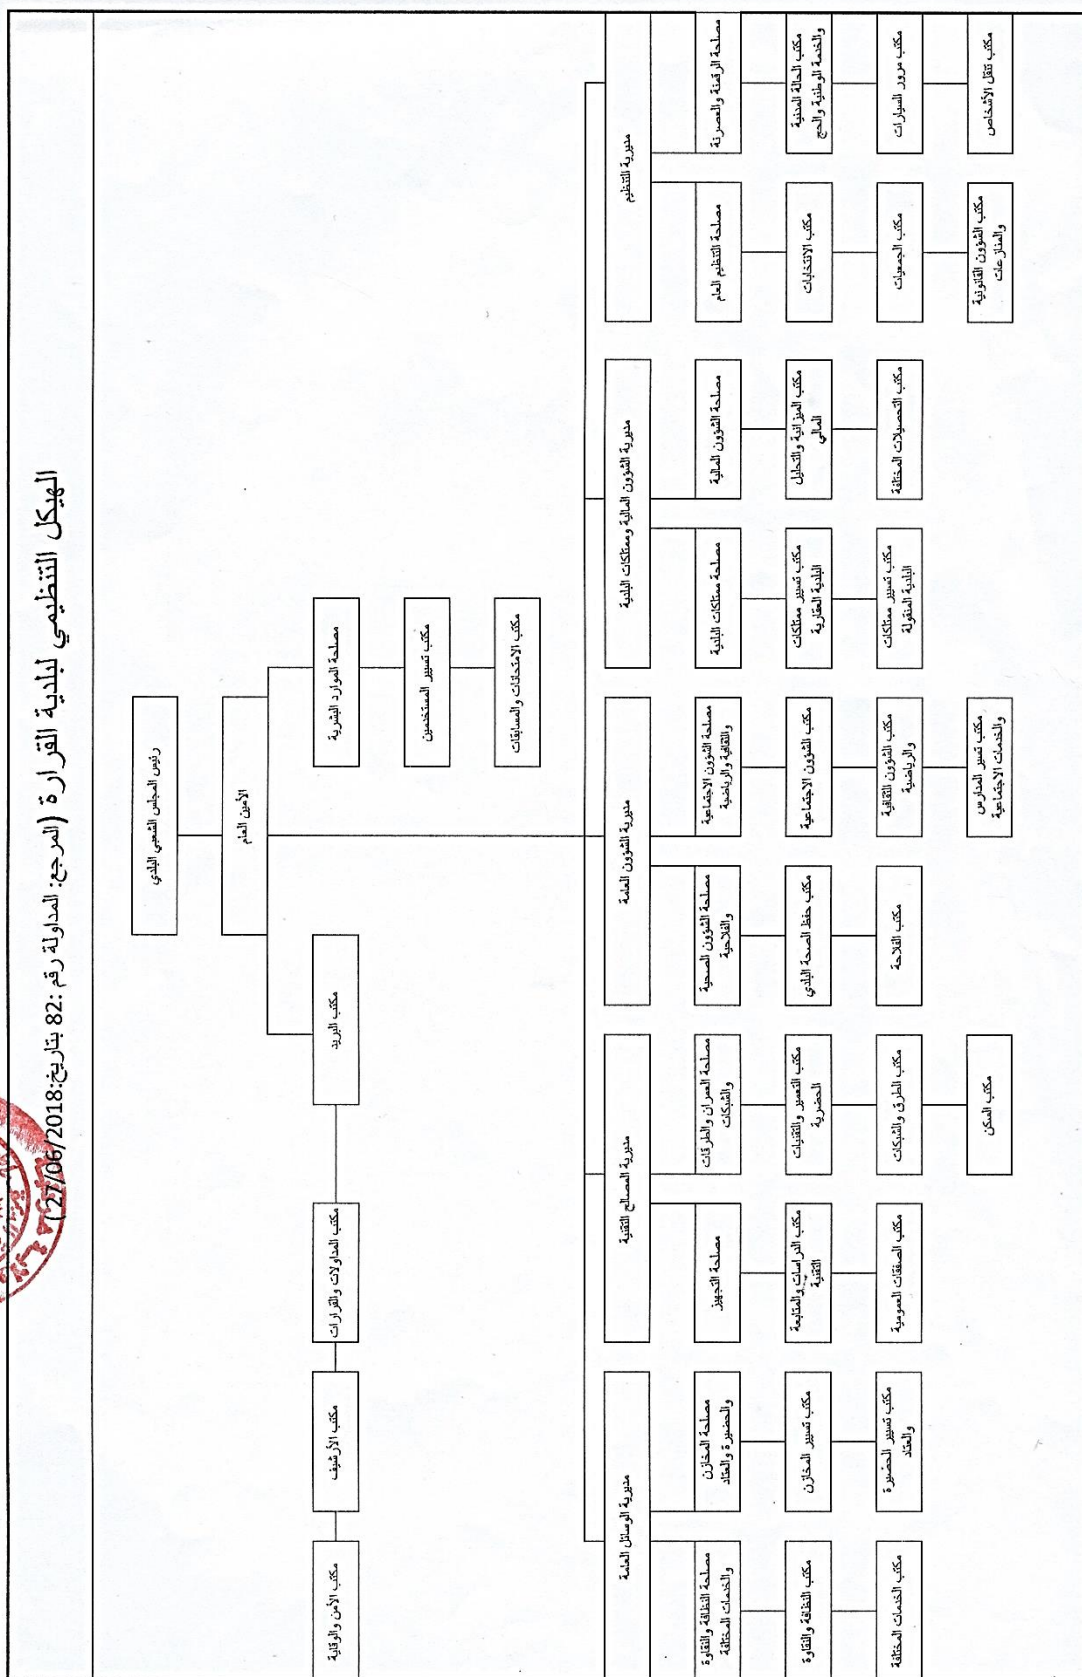 الهيكل التنظيمي لبلدية القرارة (المرجع: المداولة رقم :82 بتاريخ:27/06/2018)
رئيس المجلس الشعبي البلدي
الأمين العام
مصلحة الموارد البشرية
مكتب تسيير المستخدمين
مكتب الامتحانات والمسابقات
مكتب البريد
مكتب المداولات والقرارات
مكتب الأرشيف
مكتب الأمن والوقاية
مديرية التنظيم
مصلحة الرقمنة والعصرنة
مكتب الحالة المدنية
والخدمة الوطنية والحج
مكتب مرور السيارات
مكتب تنقل الأشخاص
مصلحة التنظيم العام
مكتب الانتخابات
مكتب الجمعيات
مكتب الشؤون القانونية
والمنازعات
مديرية الشؤون المالية وممتلكات البلدية
مصلحة الشؤون المالية
مكتب الميزانية والتحليل
المالي
مكتب التحصيلات المختلفة
مصلحة ممتلكات البلدية
مكتب تسيير ممتلكات
البلدية العقارية
مكتب تسيير ممتلكات
البلدية المنقولة
مديرية الشؤون العامة
مصلحة الشؤون الاجتماعية
والثقافية والرياضية
مكتب الشؤون الاجتماعية
مكتب الشؤون الثقافية
والرياضية
مكتب تسيير المدارس
والخدمات الاجتماعية
مصلحة الشؤون الصحية
والفلاحية
مكتب حفظ الصحة البلدي
مكتب الفلاحة
مديرية المصالح التقنية
مصلحة العمران والطرقات
والشبكات
مكتب التعمير والتقنيات
الحضرية
مكتب الطرق والشبكات
مكتب السكن
مصلحة التجهيز
مكتب الدراسات والمتابعة
التقنية
مكتب الصفقات العمومية
مديرية الوسائل العامة
مصلحة المخازن
والحضيرة والعتاد
مكتب تسيير المخازن
مكتب تسيير الحضيرة
والعتاد
مصلحة النظافة والنقاوة
والخدمات المختلفة
مكتب النظافة والنقاوة
مكتب الخدمات المختلفة